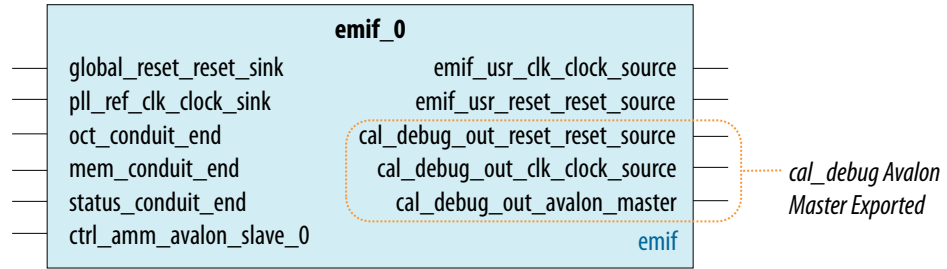 emif_0
global_reset_reset_sink
emif_usr_clk_clock_source
pll_ref_clk_clock_sink
emif_usr_reset_reset_source
oct_conduit_end
cal_debug_out_reset_reset_source
mem_conduit_end
cal_debug_out_clk_clock_source
status_conduit_end
cal_debug_out_avalon_master
ctrl_amm_avalon_slave_0
emif
cal_debug Avalon
Master Exported